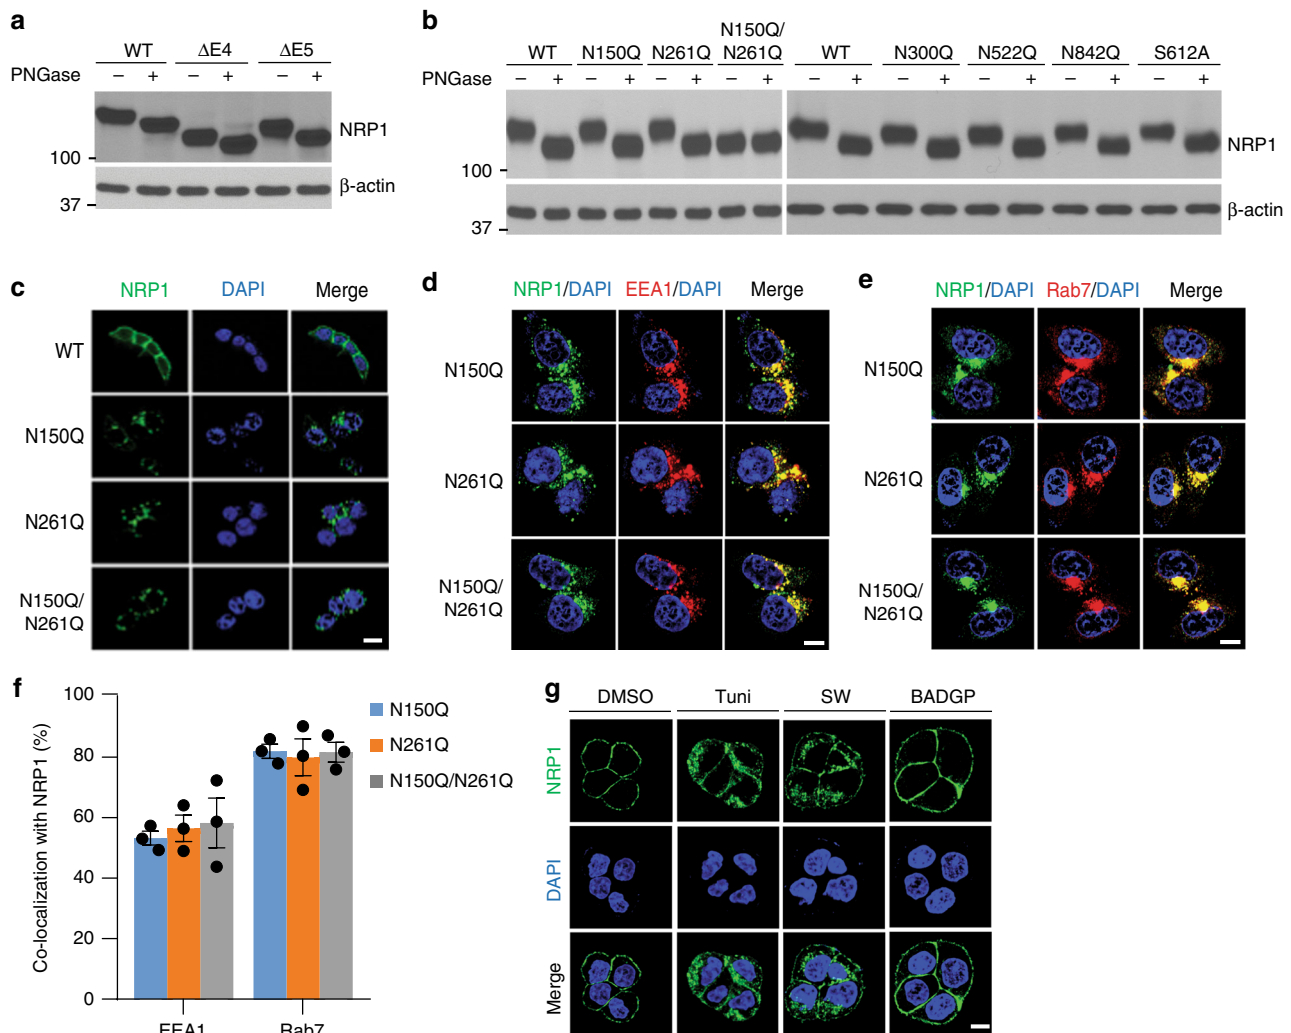 a
WT ΔE4 ΔE5
PNGase – + – + – +
NRP1
100
β-actin
37
b
N150Q/
WT N150Q N261Q N261Q WT N300Q N522Q N842Q S612A
PNGase – + – + – + – + – + – + – + – + – +
NRP1
100
β-actin
37
c
NRP1 DAPI Merge
WT
N150Q
N261Q
N150Q/
N261Q
d
NRP1/DAPI EEA1/DAPI Merge
N150Q
N261Q
N150Q/
N261Q
e
NRP1/DAPI Rab7/DAPI Merge
N150Q
N261Q
N150Q/
N261Q
f
Co-localization with NRP1 (%)
100
80
60
40
20
0
EEA1 Rab7
N150Q
N261Q
N150Q/N261Q
g
DMSO Tuni SW BADGP
NRP1
DAPI
Merge